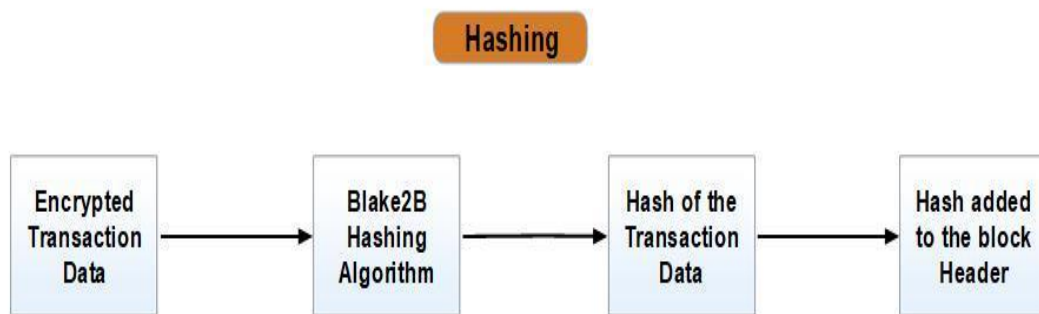 Hashing
Encrypted
Transaction
Data
Blake2B
Hashing
Algorithm
Hash of the
Transaction
Data
Hash added
to the block
Header